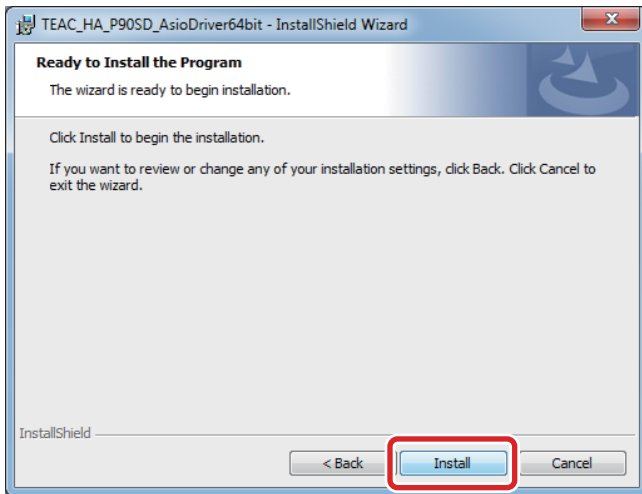 TEAC_HA_P90SD_AsioDriver64bit - InstallShield Wizard
Ready to Install the Program
The wizard is ready to begin installation.
Click Install to begin the installation.
If you want to review or change any of your installation settings, click Back. Click Cancel to
exit the wizard.
InstallShield
< Back Install Cancel